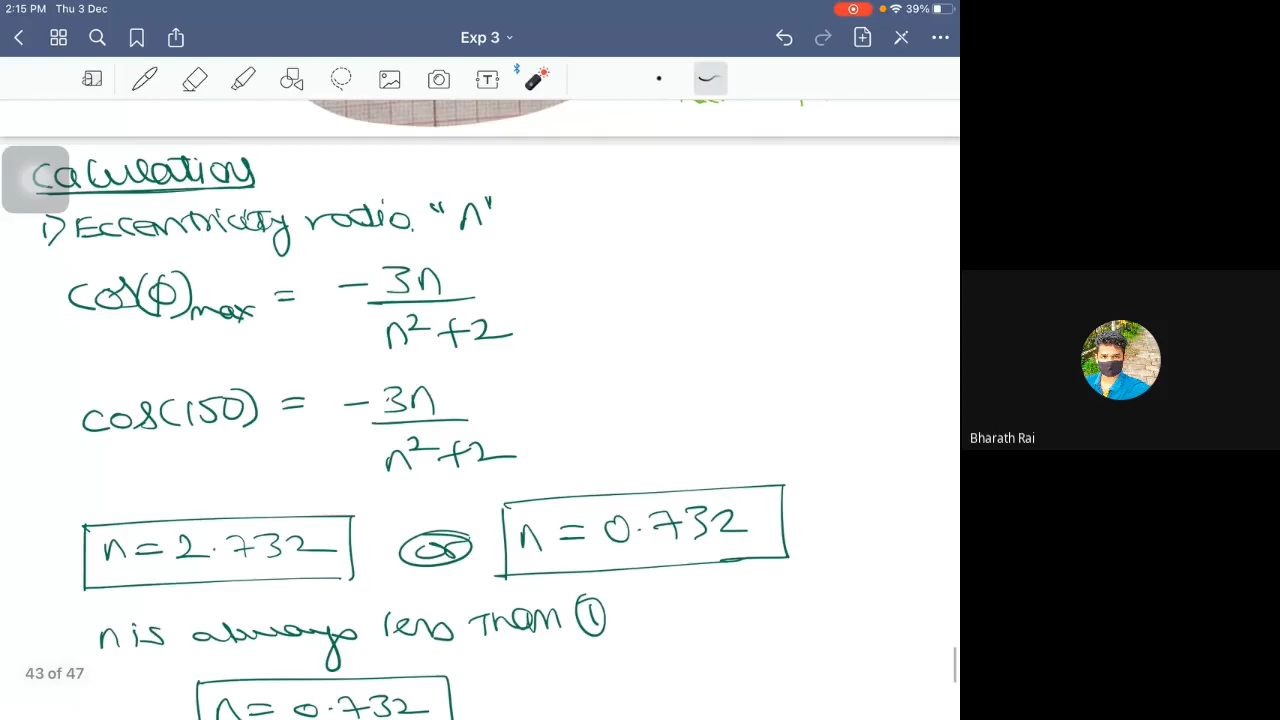 2:15 PM Thu 3 Dec
39%
Exp 3
Calculation
1) Eccentricity ratio. "n"
cos(φ)max = -3n / n²+2
cos(150) = -3n / n²+2
n = 2.732 or n = 0.732
n is always less than 1
n = 0.732
43 of 47
Bharath Rai